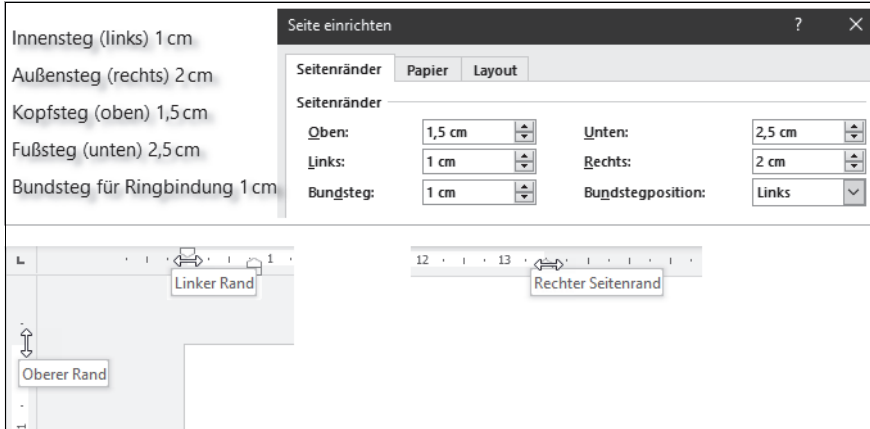 Innensteg (links) 1 cm
Außensteg (rechts) 2 cm
Kopfsteg (oben) 1,5 cm
Fußsteg (unten) 2,5 cm
Bundsteg für Ringbindung 1 cm
Seite einrichten ? ×
Seitenränder Papier Layout
Seitenränder
Oben: 1,5 cm Unten: 2,5 cm
Links: 1 cm Rechts: 2 cm
Bundsteg: 1 cm Bundstegposition: Links
1
Linker Rand
12 13
Rechter Seitenrand
Oberer Rand
1